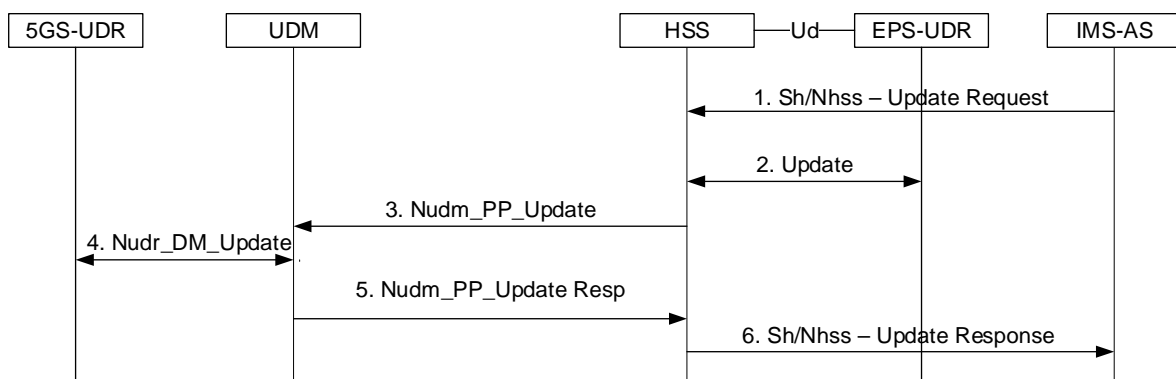 5GS-UDR
UDM
HSS
Ud
EPS-UDR
IMS-AS
1. Sh/Nhss – Update Request
2. Update
3. Nudm_PP_Update
4. Nudr_DM_Update
5. Nudm_PP_Update Resp
6. Sh/Nhss – Update Response